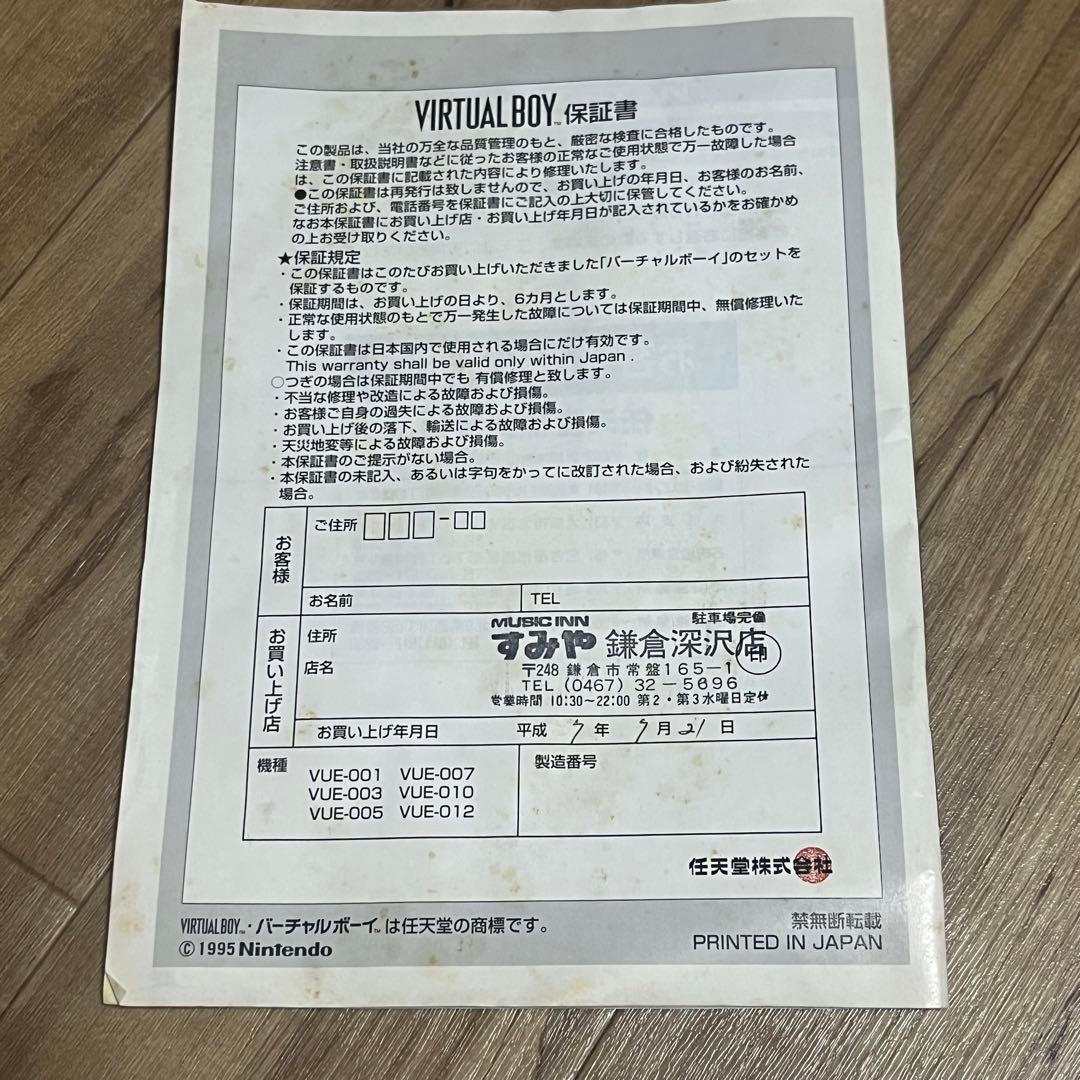 VIRTUAL BOY™ 保証書
この製品は、当社の万全な品質管理のもと、厳密な検査に合格したものです。
注意書・取扱説明書などに従ったお客様の正常なご使用状態で万一故障した場合
は、この保証書に記載された内容により修理いたします。
●この保証書は再発行は致しませんので、お買い上げの年月日、お客様のお名前、
ご住所および、電話番号を保証書にご記入の上大切に保管してください。
なお本保証書にお買い上げ店・お買い上げ年月日が記入されているかをお確かめ
の上お受け取りください。
★保証規定
・この保証書はこのたびお買い上げいただきました「バーチャルボーイ」のセットを
保証するものです。
・保証期間は、お買い上げの日より、6カ月とします。
・正常な使用状態のもとで万一発生した故障については保証期間中、無償修理いた
します。
・この保証書は日本国内で使用される場合にだけ有効です。
This warranty shall be valid only within Japan .
○つぎの場合は保証期間中でも 有償修理と致します。
・不当な修理や改造による故障および損傷。
・お客様ご自身の過失による故障および損傷。
・お買い上げ後の落下、輸送による故障および損傷。
・天災地変等による故障および損傷。
・本保証書のご提示がない場合。
・本保証書の未記入、あるいは字句をかってに改訂された場合、および紛失された
場合。
お客様
ご住所 □□□-□□
お名前 TEL
お買い上げ店
住所
店名
MUSIC INN 駐車場完備
すみや 鎌倉深沢店 印
〒248 鎌倉市常盤165-1
TEL (0467) 32-5696
営業時間 10:30~22:00 第2・第3水曜日定休
お買い上げ年月日 平成 7 年 7 月 21 日
機種
VUE-001 VUE-007
VUE-003 VUE-010
VUE-005 VUE-012
製造番号
任天堂株式会社
VIRTUAL BOY™・バーチャルボーイ™は任天堂の商標です。
© 1995 Nintendo
禁無断転載
PRINTED IN JAPAN